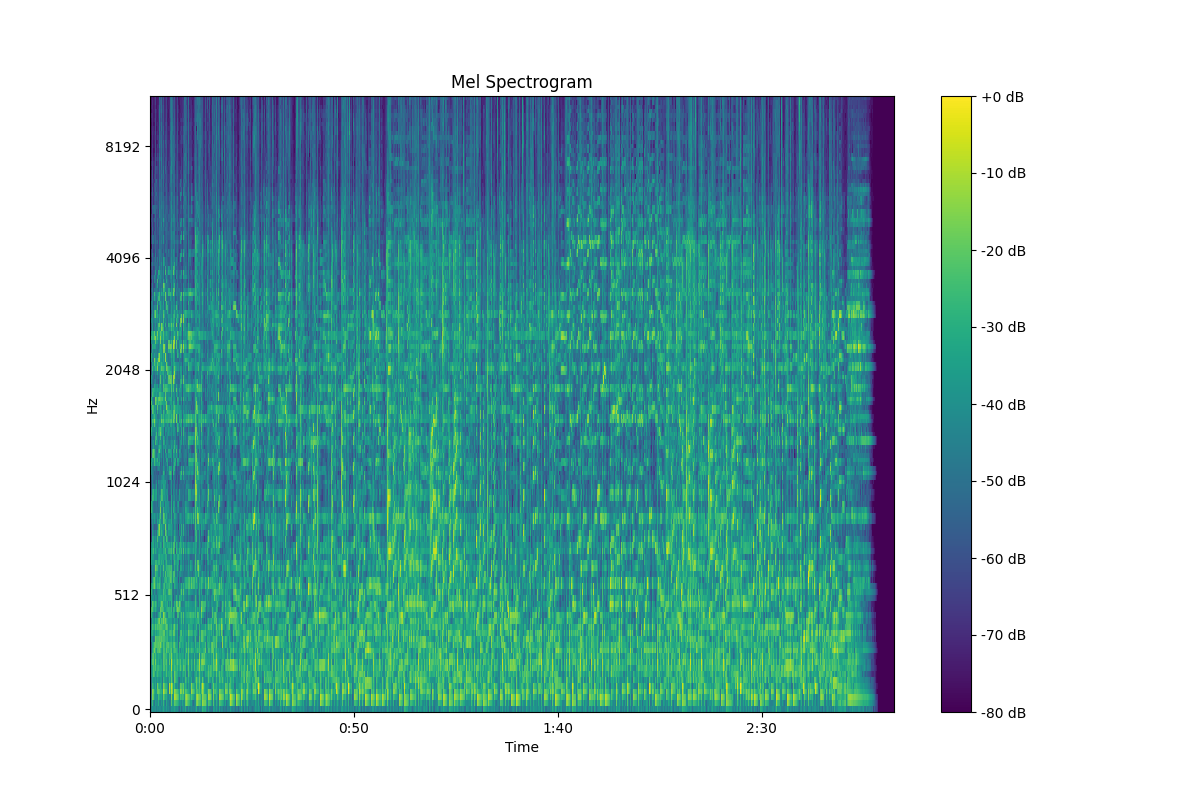 Mel Spectrogram
8192
4096
2048
1024
512
0
Hz
0:00 0:50 1:40 2:30
Time
+0 dB
-10 dB
-20 dB
-30 dB
-40 dB
-50 dB
-60 dB
-70 dB
-80 dB